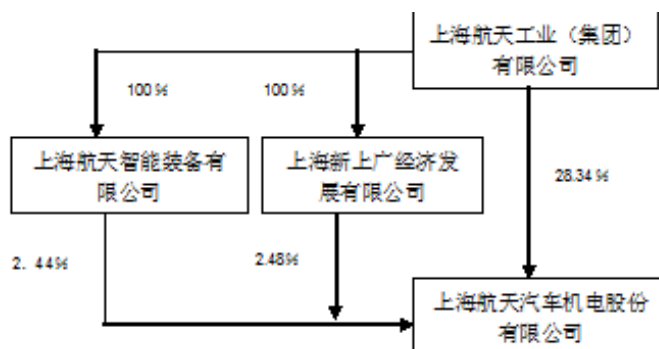 上海航天工业（集团）
有限公司
100%
100%
上海航天智能装备有
限公司
上海新上广经济发
展有限公司
28.34%
2.44%
2.48%
上海航天汽车机电股份
有限公司